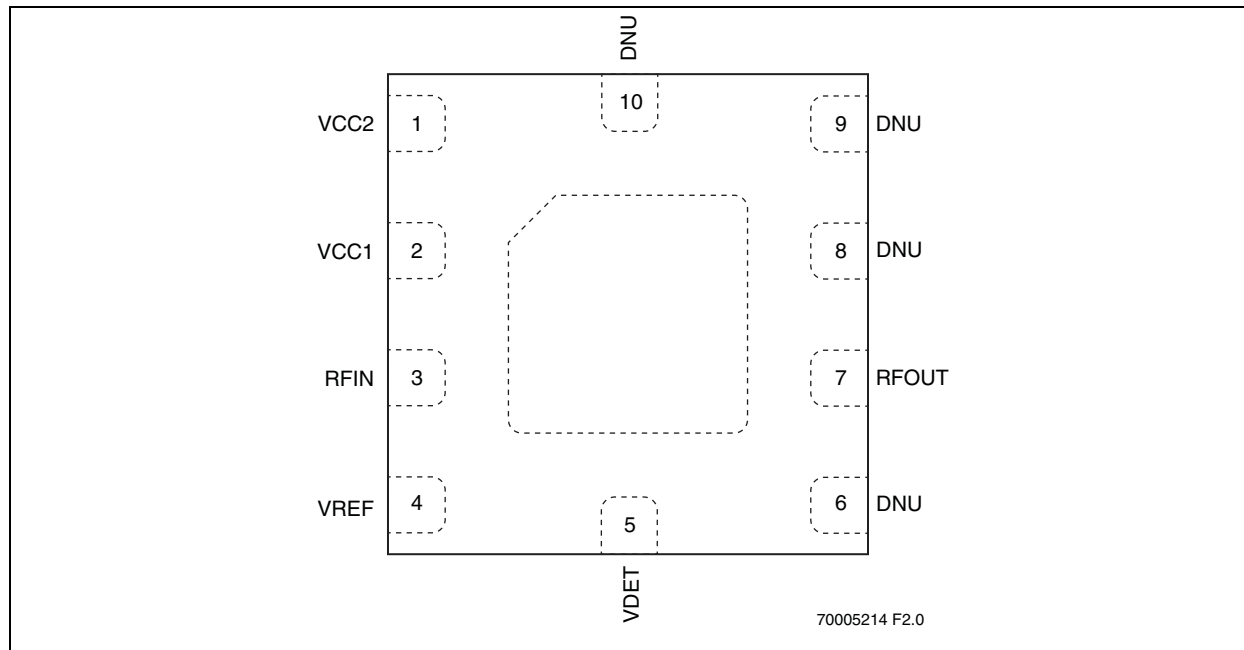 DNU
10
VCC2 1
9 DNU
VCC1 2
8 DNU
RFIN 3
7 RFOUT
VREF 4
6 DNU
5
VDET
70005214 F2.0